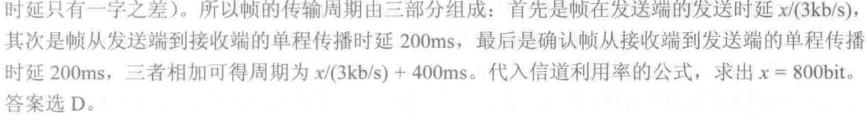 时延只有一字之差)。所以帧的传输周期由三部分组成：首先是帧在发送端的发送时延 x/(3kb/s)，
其次是帧从发送端到接收端的单程传播时延 200ms，最后是确认帧从接收端到发送端的单程传播
时延 200ms，三者相加可得周期为 x/(3kb/s) + 400ms。代入信道利用率的公式，求出 x = 800bit。
答案选 D。